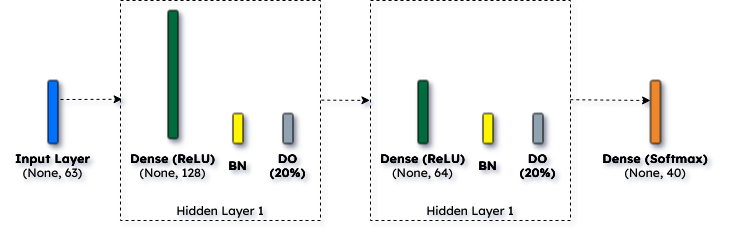 Input Layer
(None, 63)
Dense (ReLU)
(None, 128)
BN
DO
(20%)
Hidden Layer 1
Dense (ReLU)
(None, 64)
BN
DO
(20%)
Hidden Layer 1
Dense (Softmax)
(None, 40)